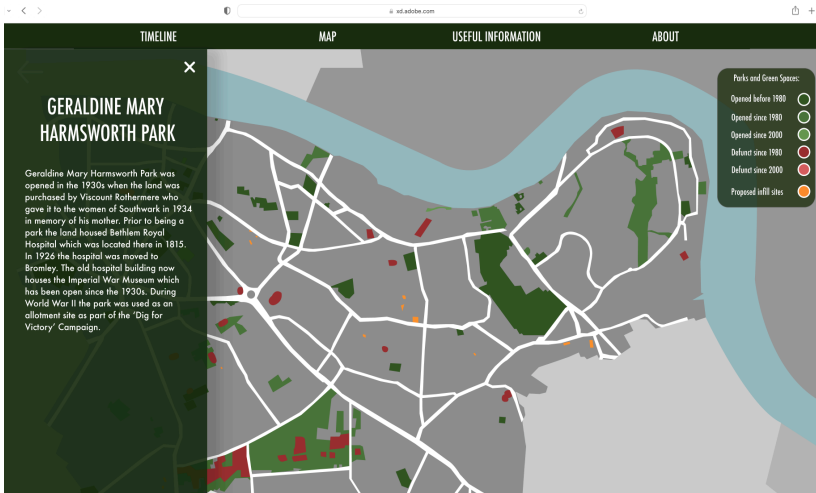 xd.adobe.com
TIMELINE
MAP
USEFUL INFORMATION
ABOUT
GERALDINE MARY
HARMSWORTH PARK
Geraldine Mary Harmsworth Park was
opened in the 1930s when the land was
purchased by Viscount Rothermere who
gave it to the women of Southwark in 1934
in memory of his mother. Prior to being a
park the land housed Bethlem Royal
Hospital which was located there in 1815.
In 1926 the hospital was moved to
Bromley. The old hospital building now
houses the Imperial War Museum which
has been open since the 1930s. During
World War II the park was used as an
allotment site as part of the ‘Dig for
Victory’ Campaign.
Parks and Green Spaces:
Opened before 1980
Opened since 1980
Opened since 2000
Defunct since 1980
Defunct since 2000
Proposed infill sites